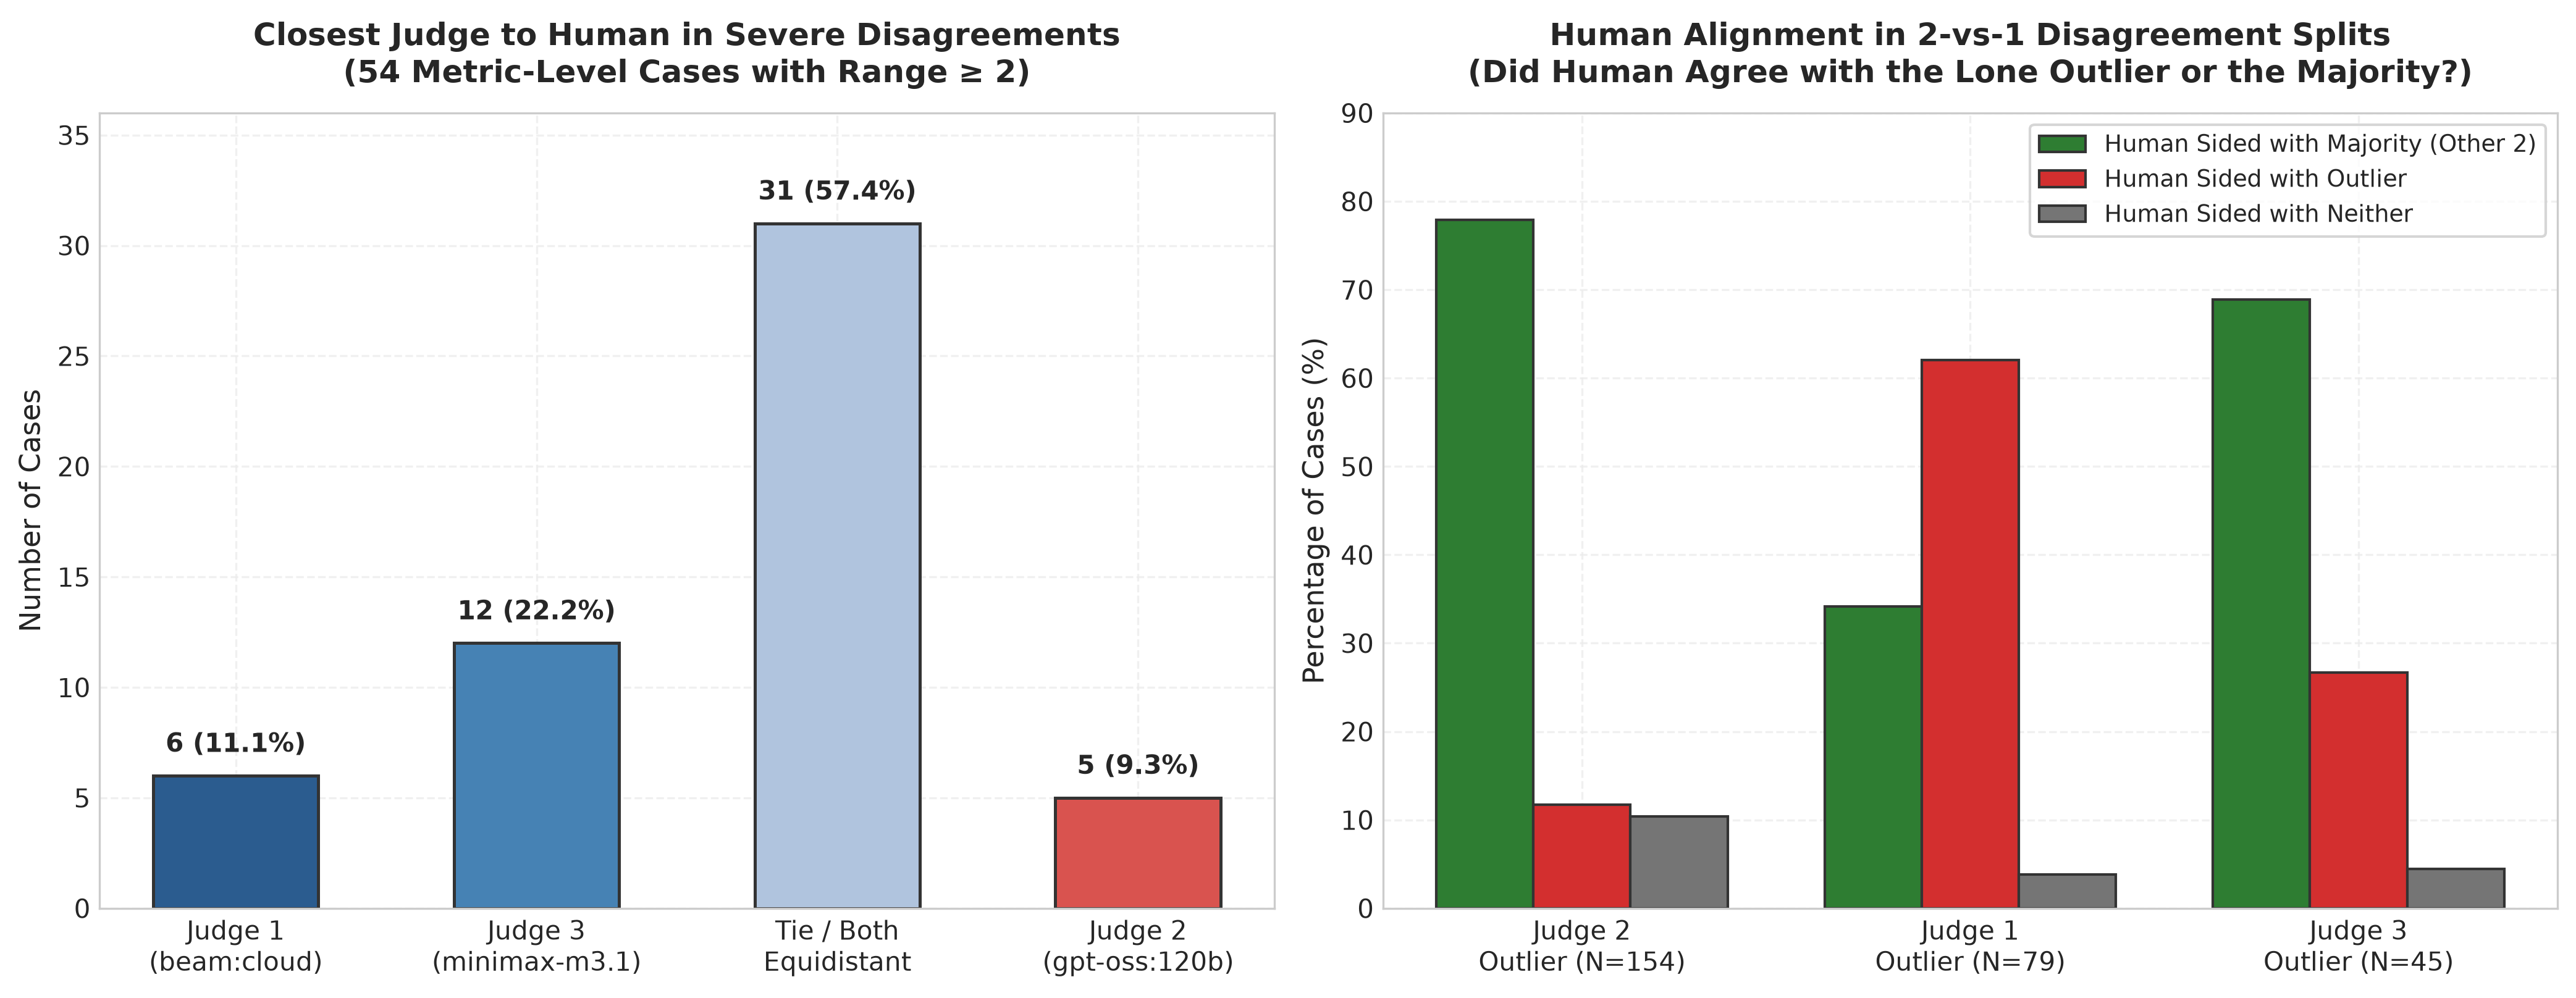 Closest Judge to Human in Severe Disagreements
(54 Metric-Level Cases with Range ≥ 2)
Number of Cases
35
30
25
20
15
10
5
0
6 (11.1%)
12 (22.2%)
31 (57.4%)
5 (9.3%)
Judge 1
(beam:cloud)
Judge 3
(minimax-m3.1)
Tie / Both
Equidistant
Judge 2
(gpt-oss:120b)
Human Alignment in 2-vs-1 Disagreement Splits
(Did Human Agree with the Lone Outlier or the Majority?)
Percentage of Cases (%)
90
80
70
60
50
40
30
20
10
0
Human Sided with Majority (Other 2)
Human Sided with Outlier
Human Sided with Neither
Judge 2
Outlier (N=154)
Judge 1
Outlier (N=79)
Judge 3
Outlier (N=45)